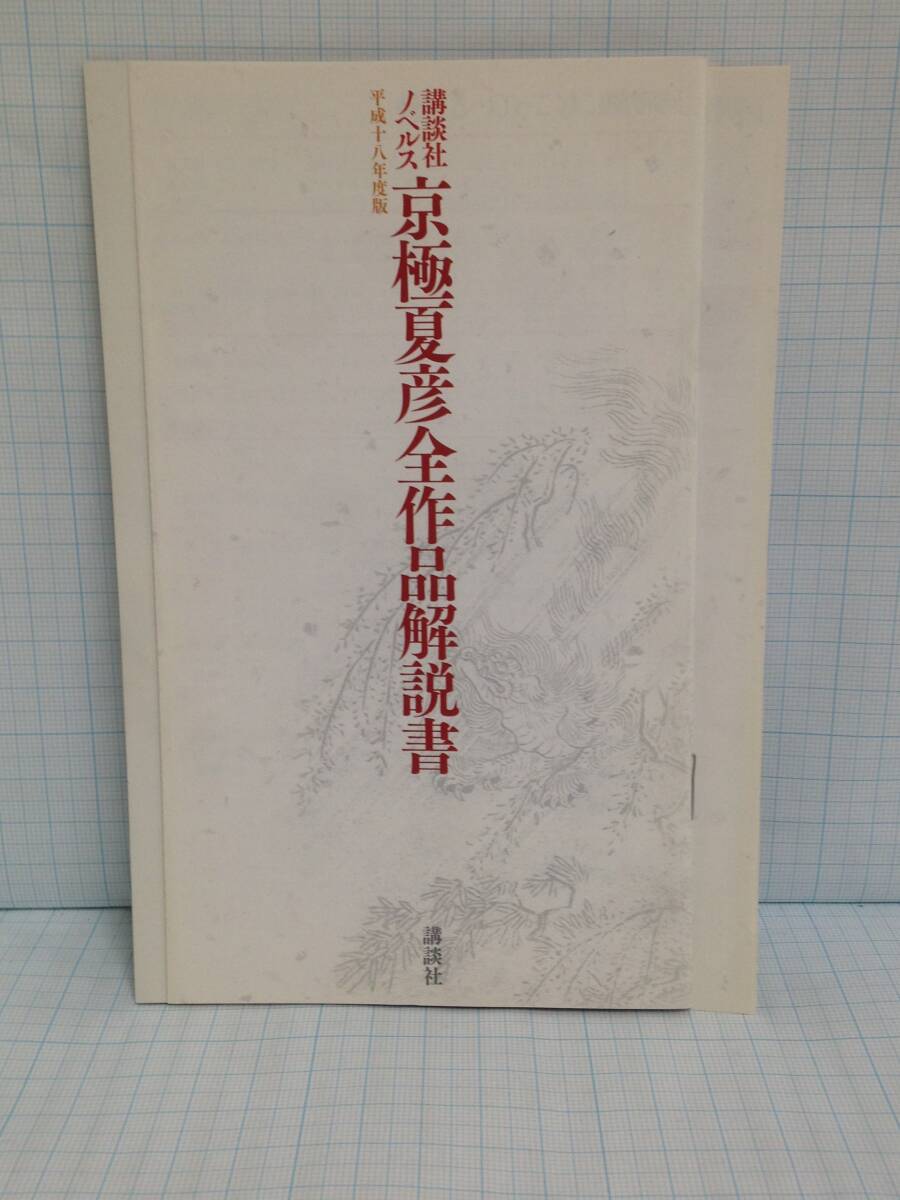 講談社
ノベルス
京極夏彦全作品解説書
平成十八年度版
講談社